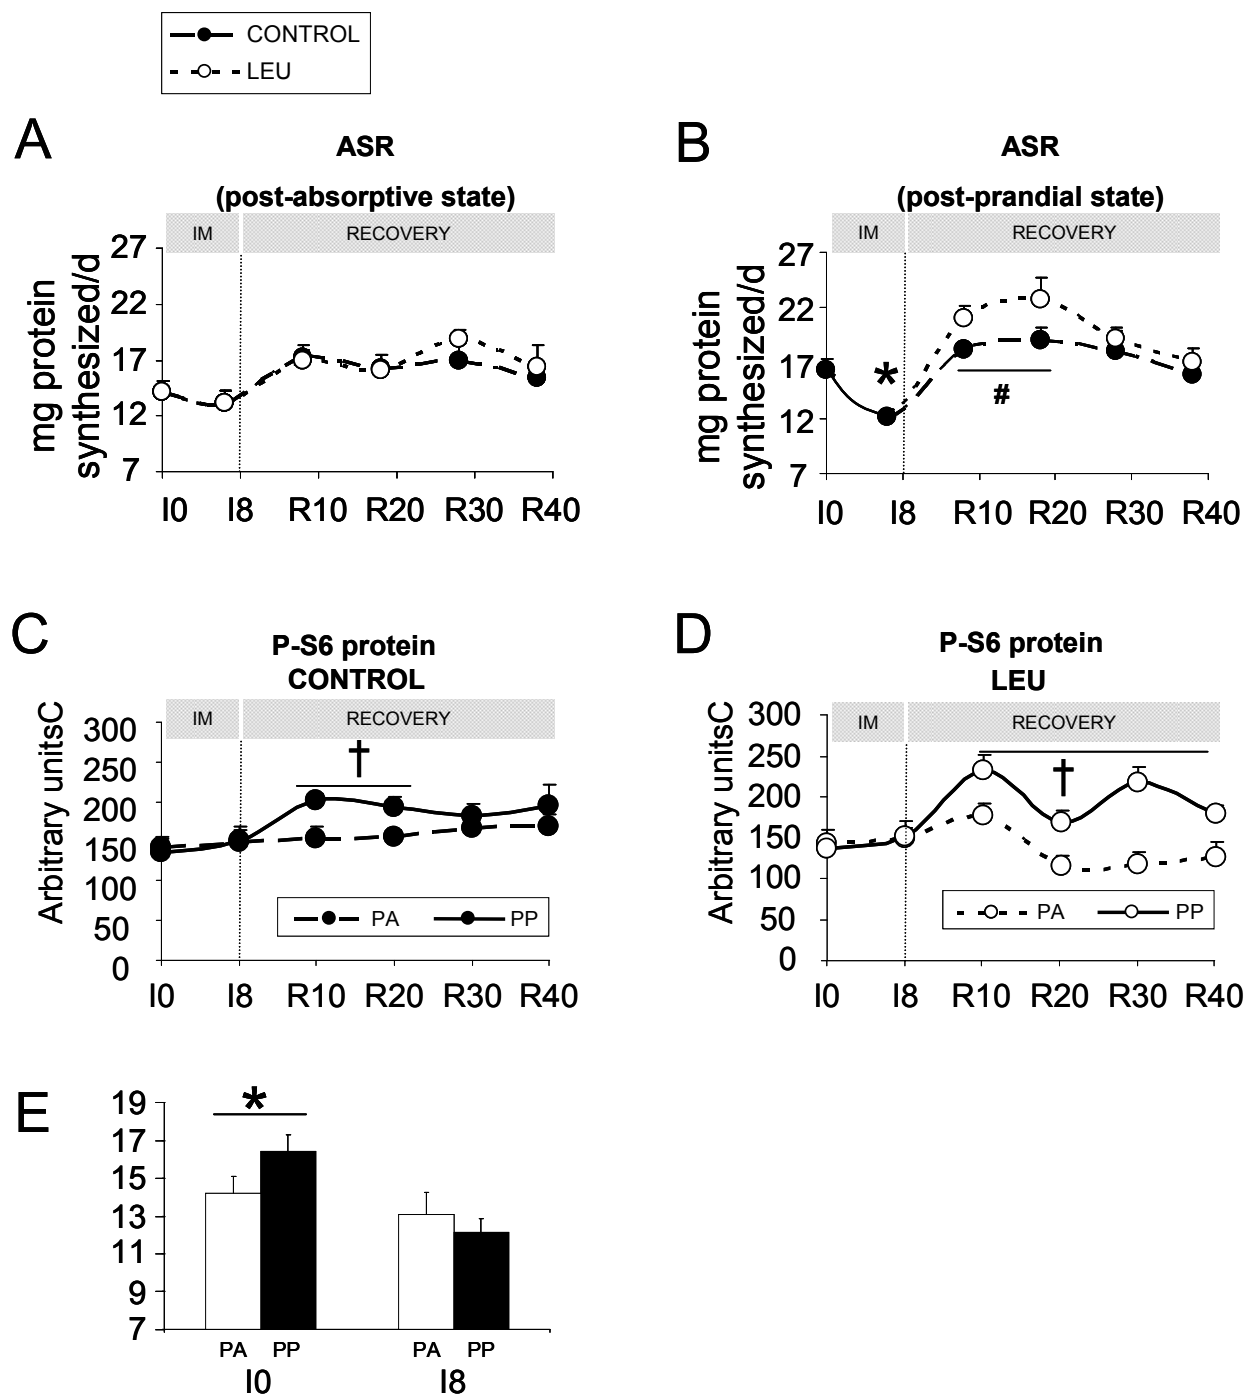 CONTROL
LEU
A
ASR
(post-absorptive state)
IM
RECOVERY
mg protein
synthesized/d
27
22
17
12
7
I0
I8
R10
R20
R30
R40
B
ASR
(post-prandial state)
IM
RECOVERY
mg protein
synthesized/d
27
22
17
12
7
*
#
I0
I8
R10
R20
R30
R40
C
P-S6 protein
CONTROL
IM
RECOVERY
Arbitrary unitsC
300
250
200
150
100
50
0
†
PA
PP
I0
I8
R10
R20
R30
R40
D
P-S6 protein
LEU
IM
RECOVERY
Arbitrary unitsC
300
250
200
150
100
50
0
†
PA
PP
I0
I8
R10
R20
R30
R40
E
19
17
15
13
11
9
7
*
PA PP
PA PP
I0
I8